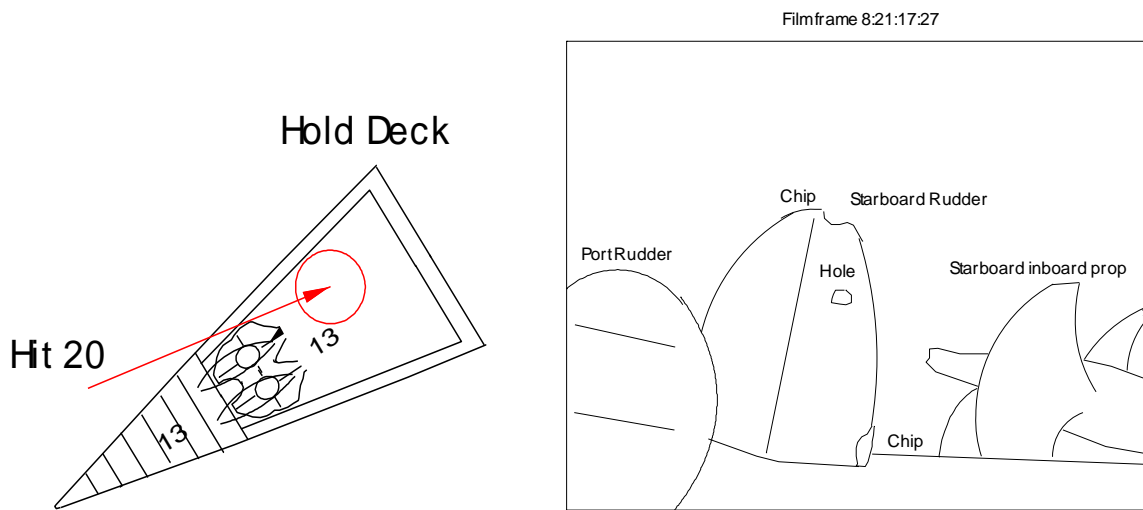 Filmframe 8:21:17:27
Hold Deck
Hit 20
13
13
Chip
Starboard Rudder
Port Rudder
Hole
Starboard inboard prop
Chip